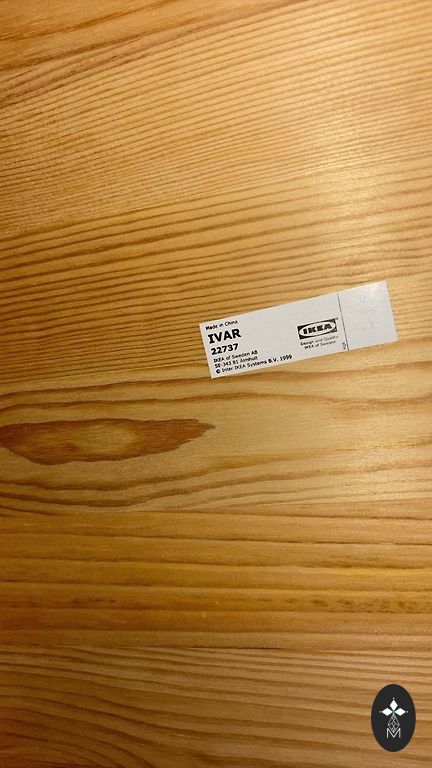 Made in China
IVAR
22737
IKEA of Sweden AB
SE-343 81 Älmhult
© Inter IKEA Systems B.V. 1999
IKEA
Design and Quality
IKEA of Sweden
M